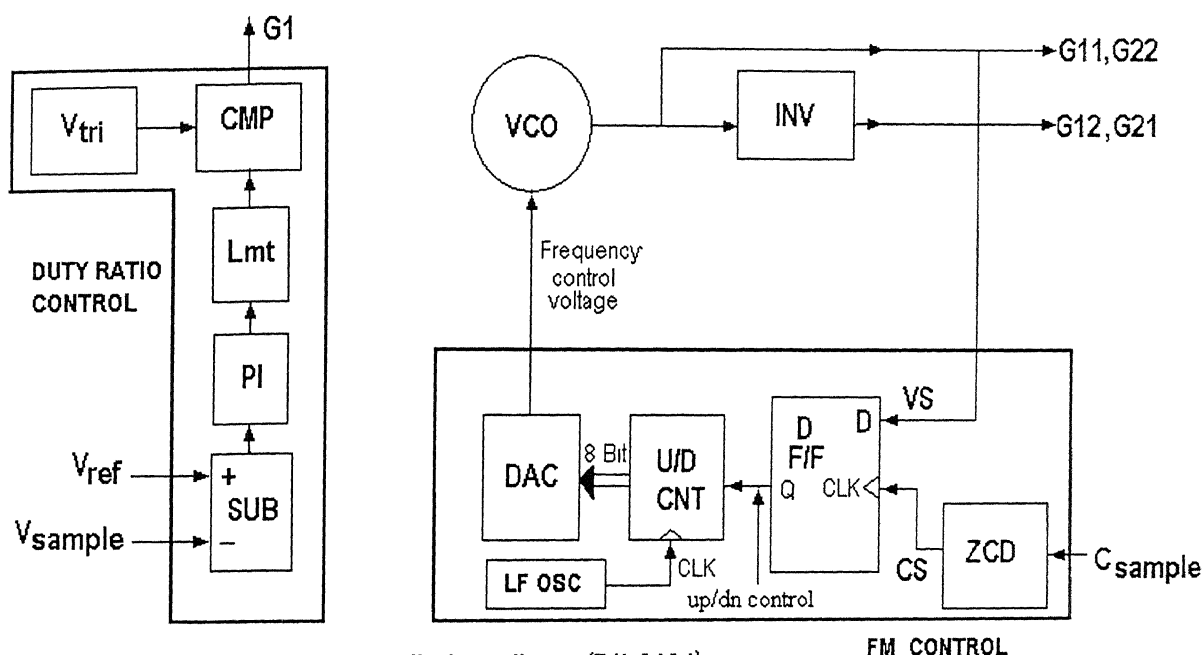 G1
Vtri
CMP
Lmt
DUTY RATIO
CONTROL
PI
Vref
+
SUB
Vsample
−
VCO
INV
G11,G22
G12,G21
Frequency
control
voltage
VS
DAC
8 Bit
U/D
CNT
D
F/F
D
Q
CLK
ZCD
CS
Csample
LF OSC
CLK
up/dn control
FM CONTROL